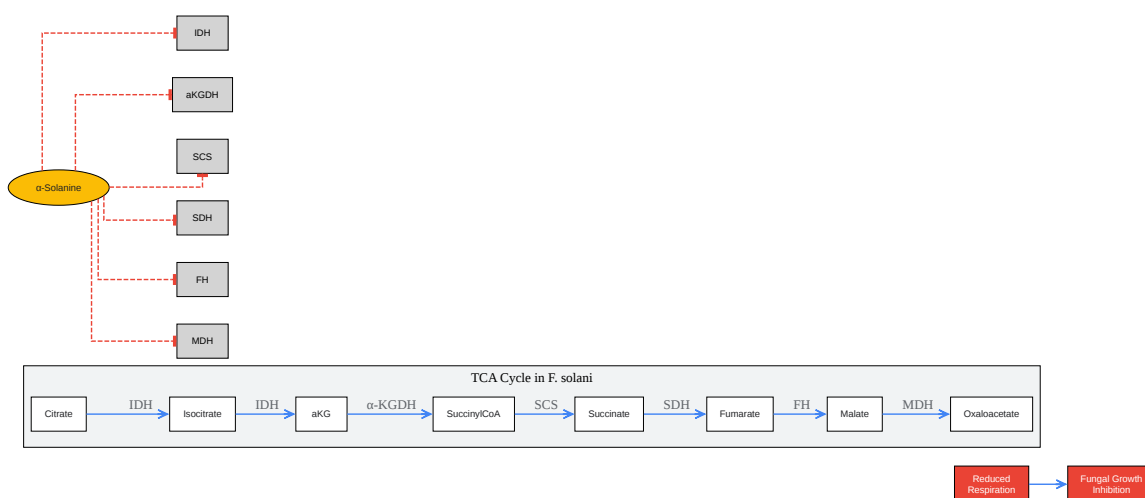 IDH
aKGDH
SCS
α-Solanine
SDH
FH
MDH
TCA Cycle in F. solani
IDH IDH α-KGDH SCS SDH FH MDH
Citrate Isocitrate aKG SuccinylCoA Succinate Fumarate Malate Oxaloacetate
Reduced
Respiration
Fungal Growth
Inhibition